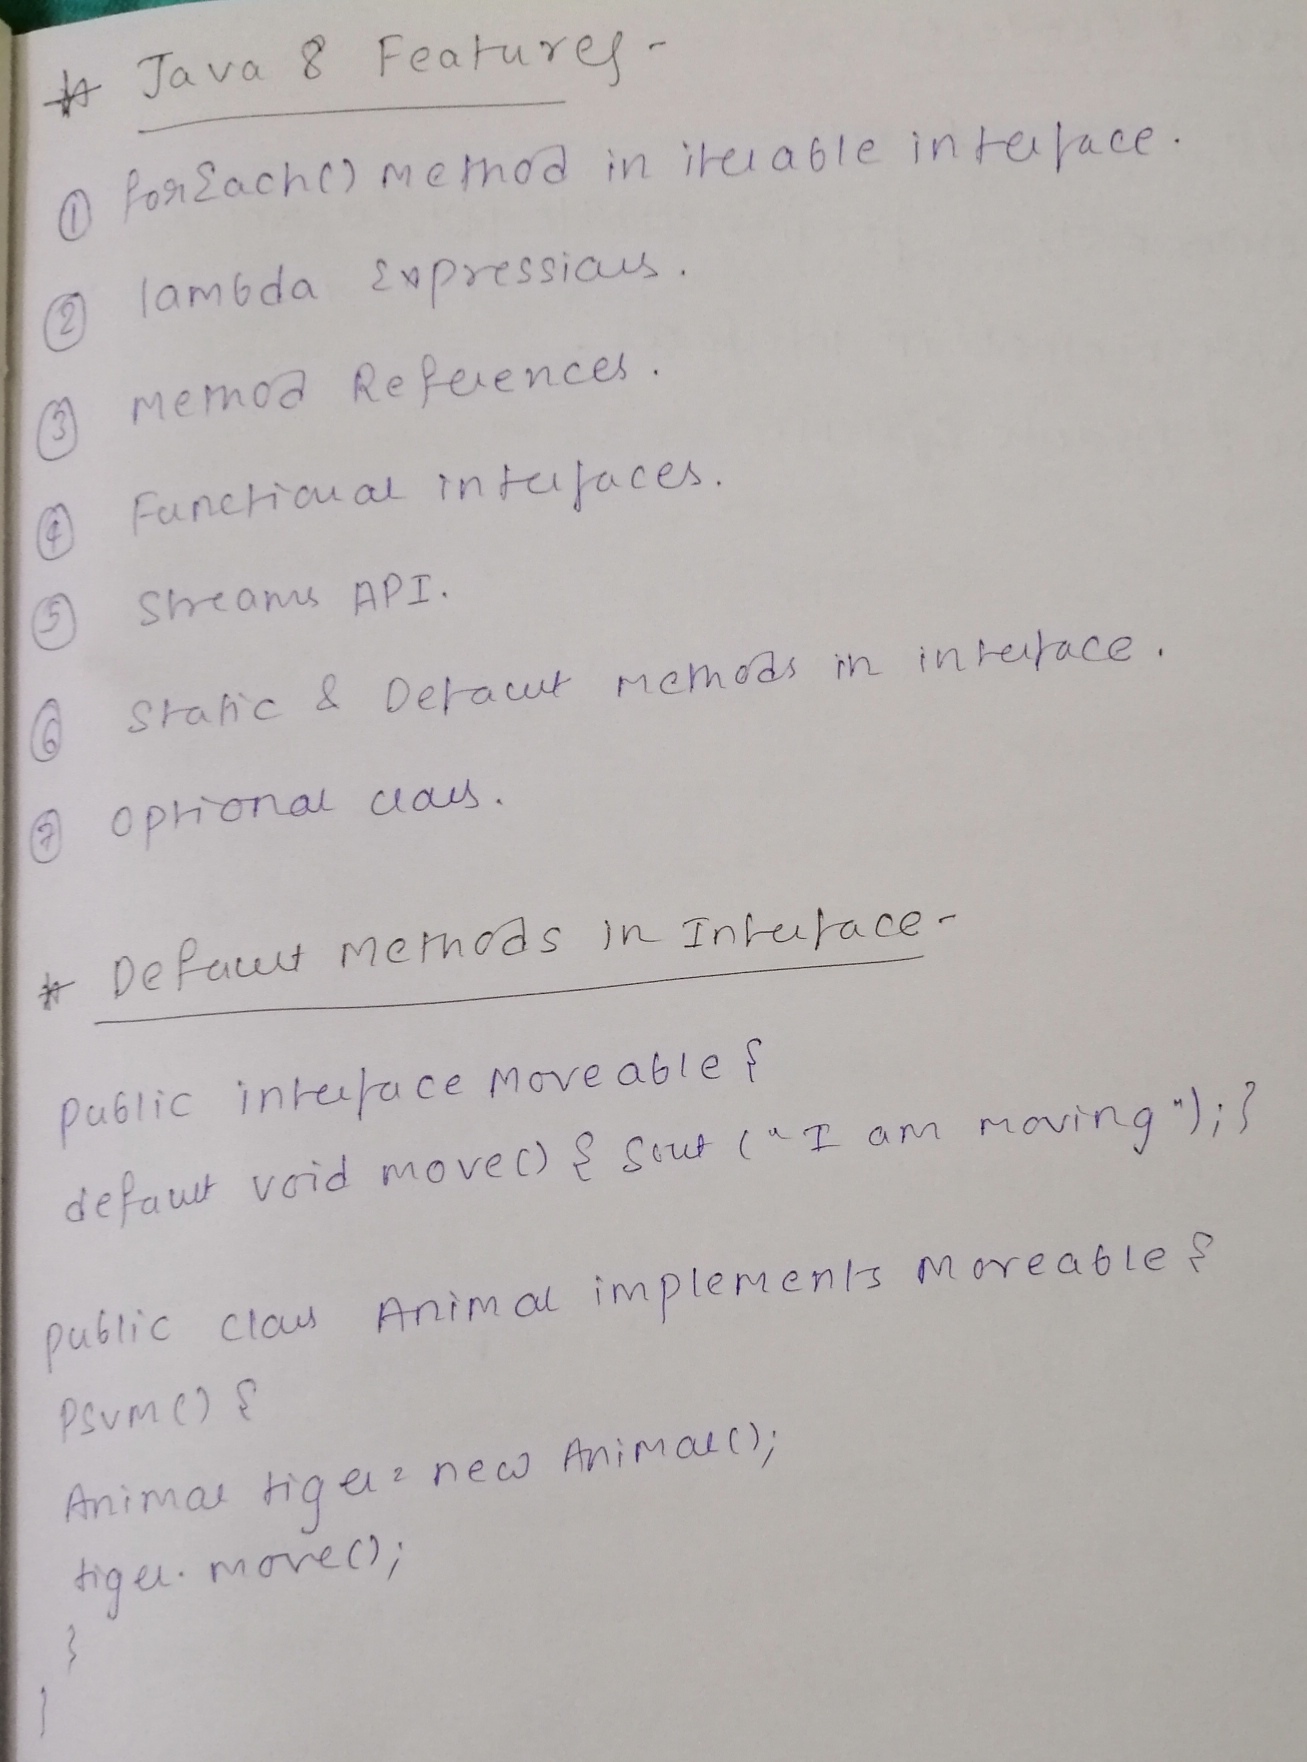 * Java 8 Features -
① forEach() method in iterable interface.
② lambda Expressions.
③ Method References.
④ Functional interfaces.
⑤ Streams API.
⑥ Static & Default methods in interface.
⑦ Optional class.
* Default Methods in Interface -
public interface Moveable {
default void move() { Sout ("I am moving"); }
public class Animal implements Moveable {
PSVM() {
Animal tiger = new Animal();
tiger. move();
}
}